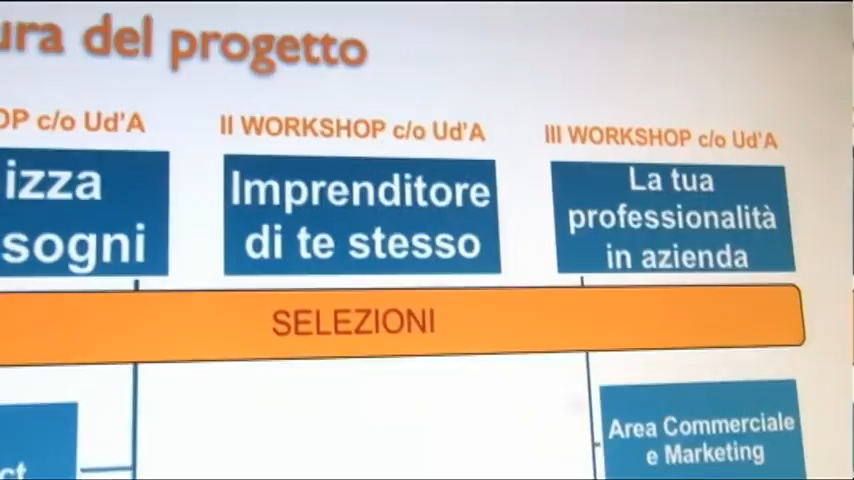 ura del progetto
OP c/o Ud'A
II WORKSHOP c/o Ud'A
III WORKSHOP c/o Ud'A
izza
sogni
Imprenditore
di te stesso
La tua
professionalità
in azienda
SELEZIONI
ct
Area Commerciale
e Marketing